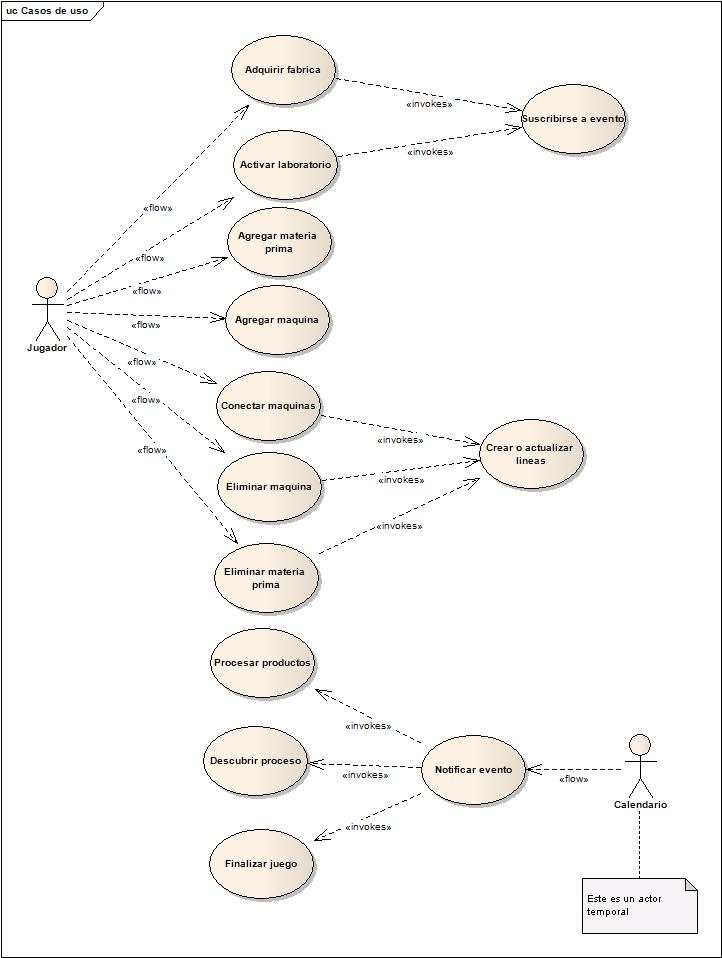 uc Casos de uso
Adquirir fabrica
«invokes»
Suscribirse a evento
Activar laboratorio
«invokes»
«flow»
Agregar materia
prima
«flow»
«flow»
Agregar maquina
«flow»
Jugador
«flow»
Conectar maquinas
«flow»
«invokes»
Crear o actualizar
lineas
«flow»
Eliminar maquina
«invokes»
«invokes»
Eliminar materia
prima
Procesar productos
«invokes»
Descubrir proceso
«invokes»
Notificar evento
«flow»
Calendario
«invokes»
Finalizar juego
Este es un actor
temporal